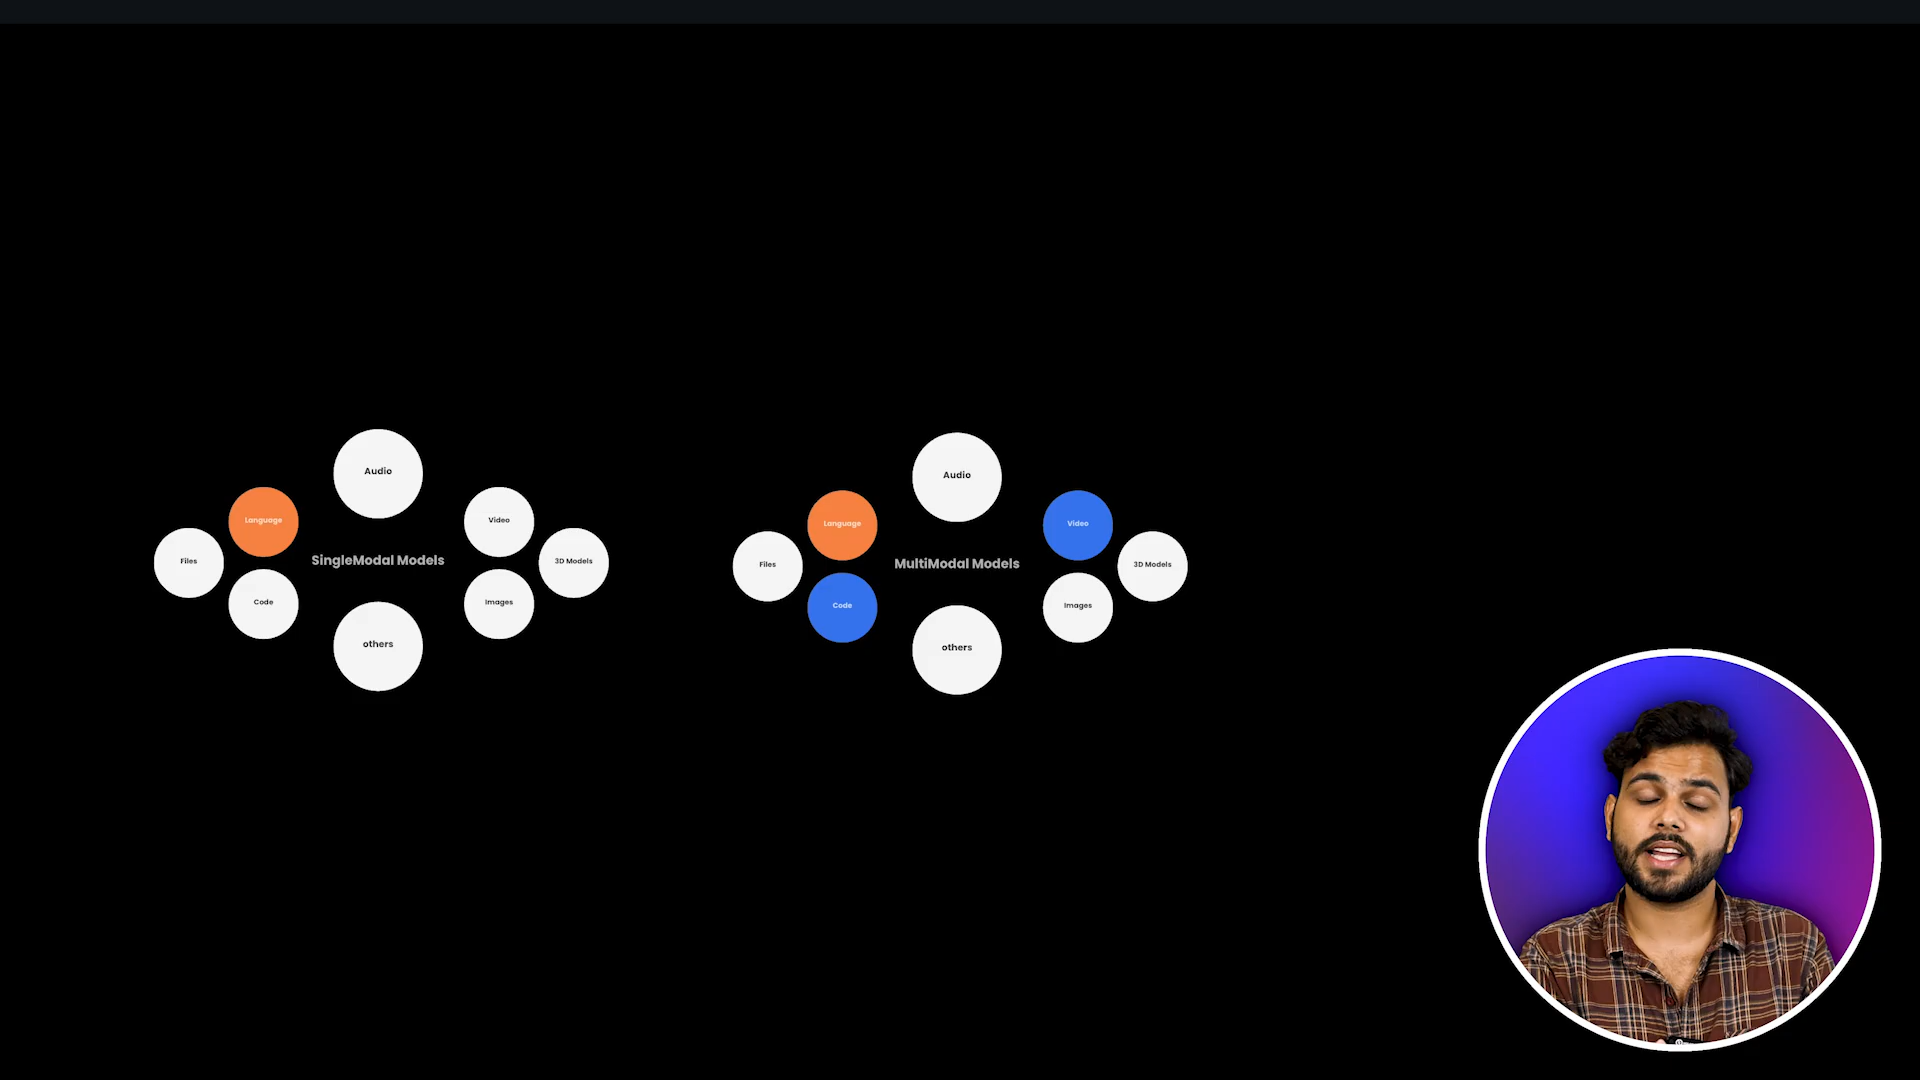 Audio
Language
Video
Files
SingleModal Models
3D Models
Code
Images
others
Audio
Language
Video
Files
MultiModal Models
3D Models
Code
Images
others